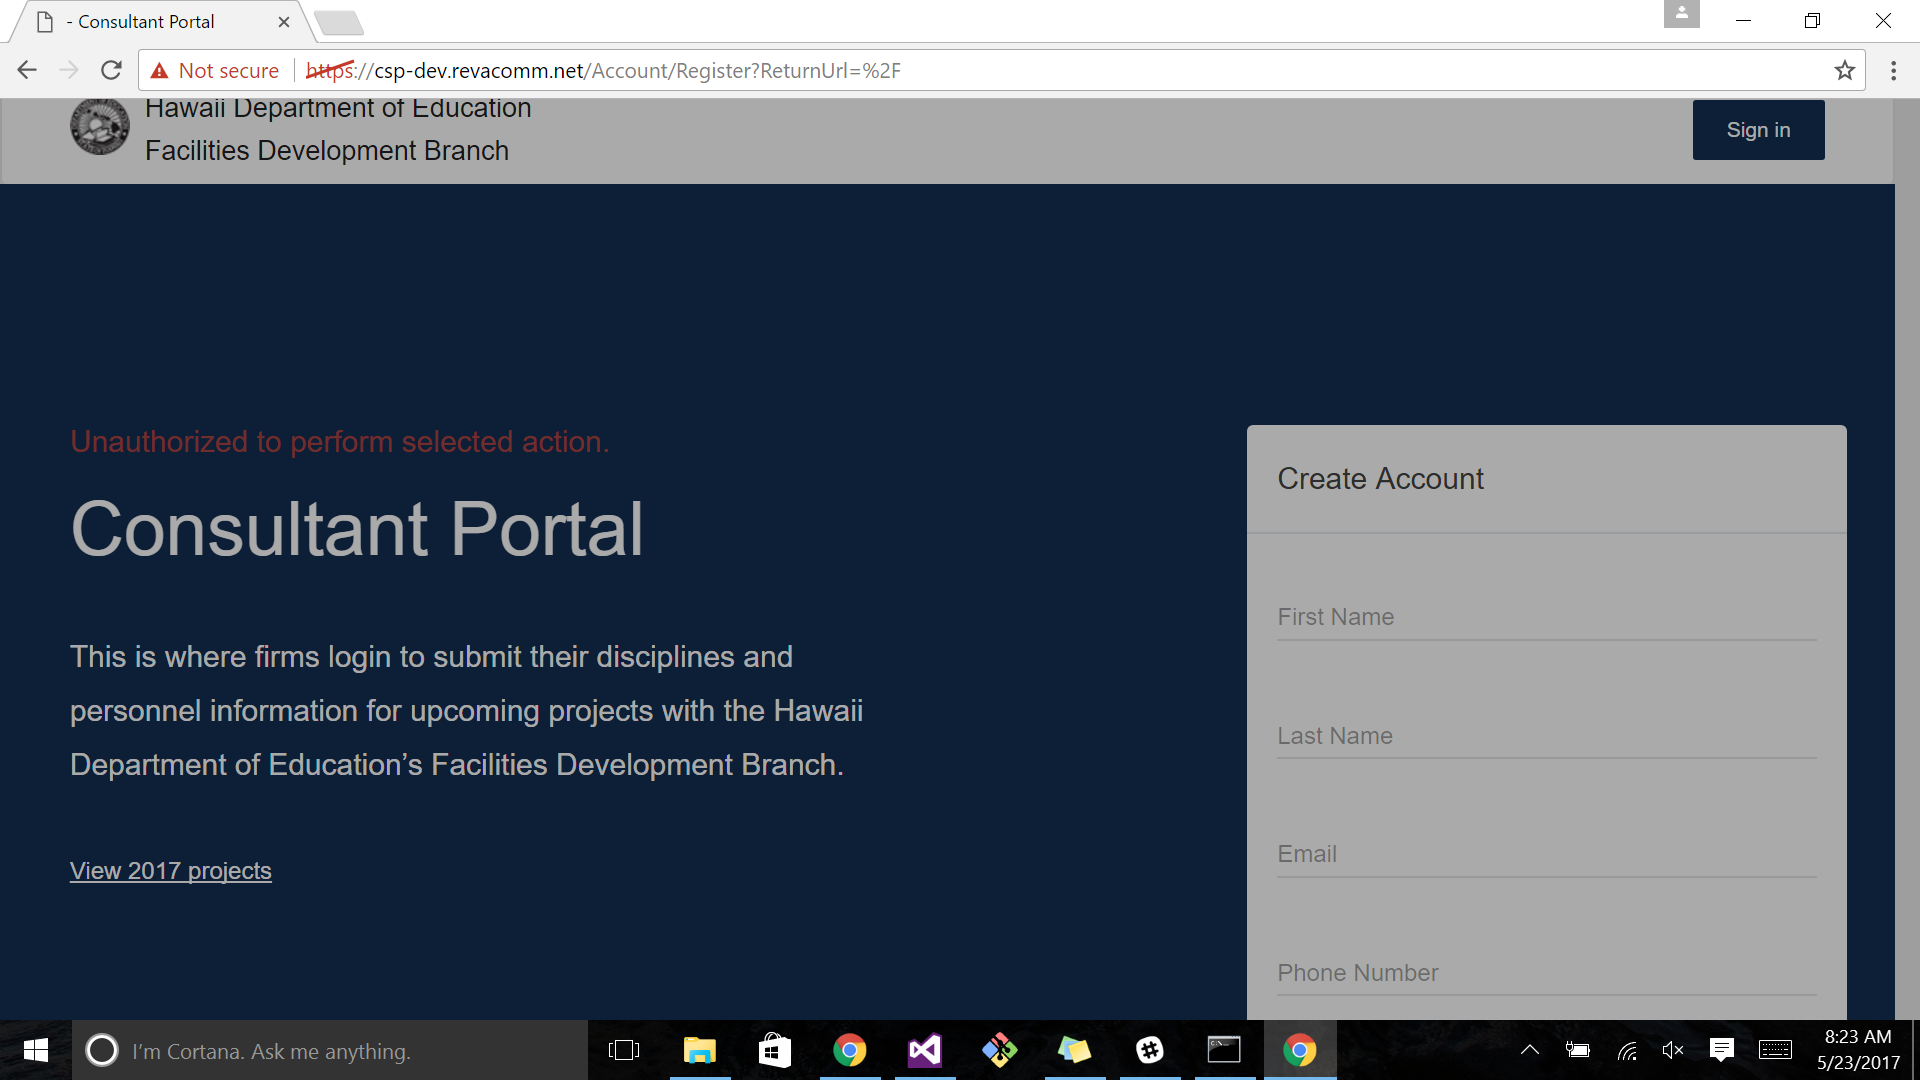 - Consultant Portal
Not secure
https://csp-dev.revacomm.net/Account/Register?ReturnUrl=%2F
Hawaii Department of Education
Facilities Development Branch
Sign in
Unauthorized to perform selected action.
Consultant Portal
This is where firms login to submit their disciplines and
personnel information for upcoming projects with the Hawaii
Department of Education’s Facilities Development Branch.
View 2017 projects
Create Account
First Name
Last Name
Email
Phone Number
I'm Cortana. Ask me anything.
8:23 AM
5/23/2017